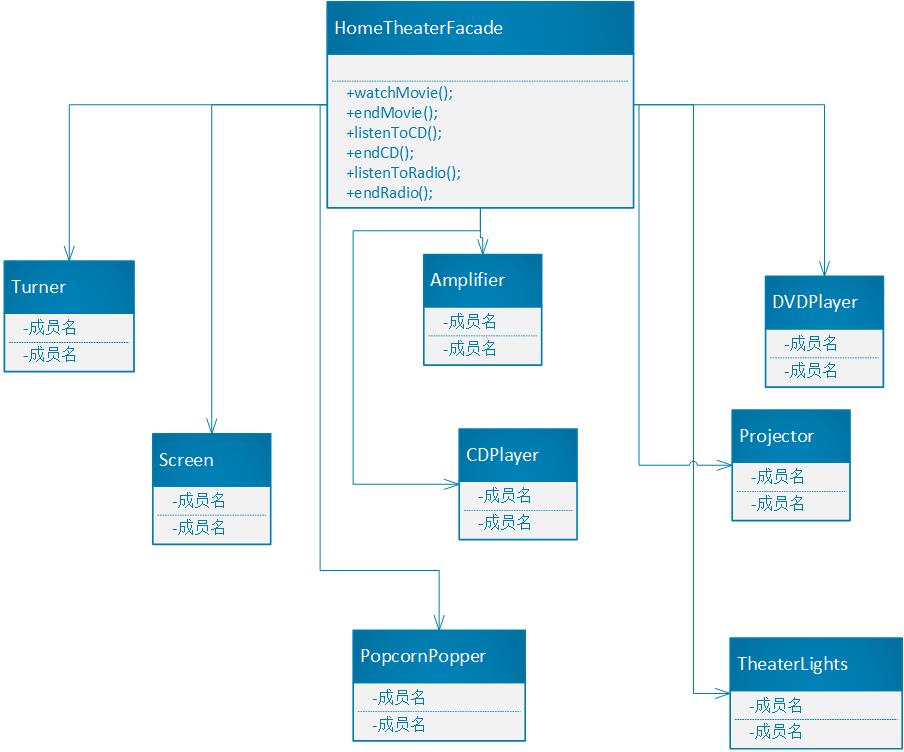 HomeTheaterFacade
+watchMovie();
+endMovie();
+listenToCD();
+endCD();
+listenToRadio();
+endRadio();
Turner
-成员名
-成员名
Amplifier
-成员名
-成员名
DVDPlayer
-成员名
-成员名
Screen
-成员名
-成员名
CDPlayer
-成员名
-成员名
Projector
-成员名
-成员名
PopcornPopper
-成员名
-成员名
TheaterLights
-成员名
-成员名